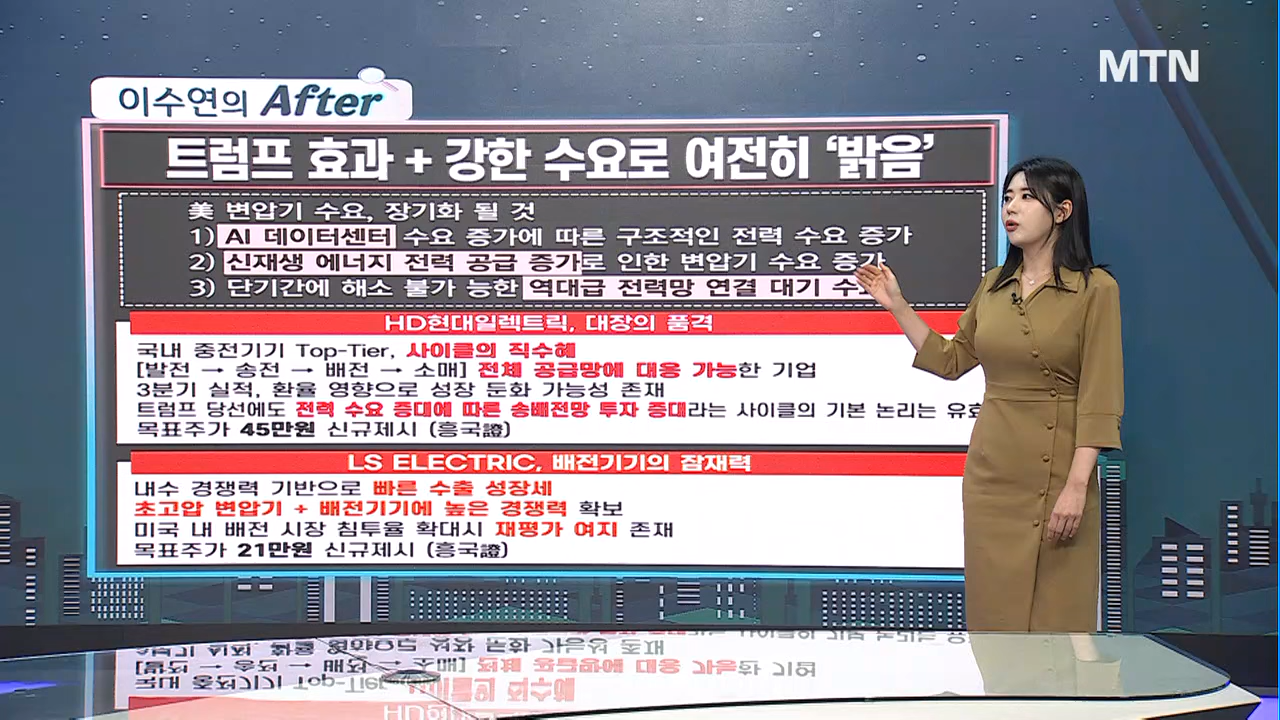 MTN
이수연의 After
트럼프 효과 + 강한 수요로 여전히 ‘밝음’
美 변압기 수요, 장기화 될 것
1) AI 데이터센터 수요 증가에 따른 구조적인 전력 수요 증가
2) 신재생 에너지 전력 공급 증가로 인한 변압기 수요 증가
3) 단기간에 해소 불가 능한 역대급 전력망 연결 대기
HD현대일렉트릭, 대장의 품격
국내 중전기기 Top-Tier, 사이클의 직수혜
[발전 → 송전 → 배전 → 소매] 전체 공급망에 대응 가능한 기업
3분기 실적, 환율 영향으로 성장 둔화 가능성 존재
트럼프 당선에도 전력 수요 증대에 따른 송배전망 투자 증대라는 사이클의 기본 논리는
목표주가 45만원 신규제시 (흥국證)
LS ELECTRIC, 배전기기의 잠재력
내수 경쟁력 기반으로 빠른 수출 성장세
초고압 변압기 + 배전기기에 높은 경쟁력 확보
미국 내 배전 시장 침투율 확대시 재평가 여지 존재
목표주가 21만원 신규제시 (흥국證)